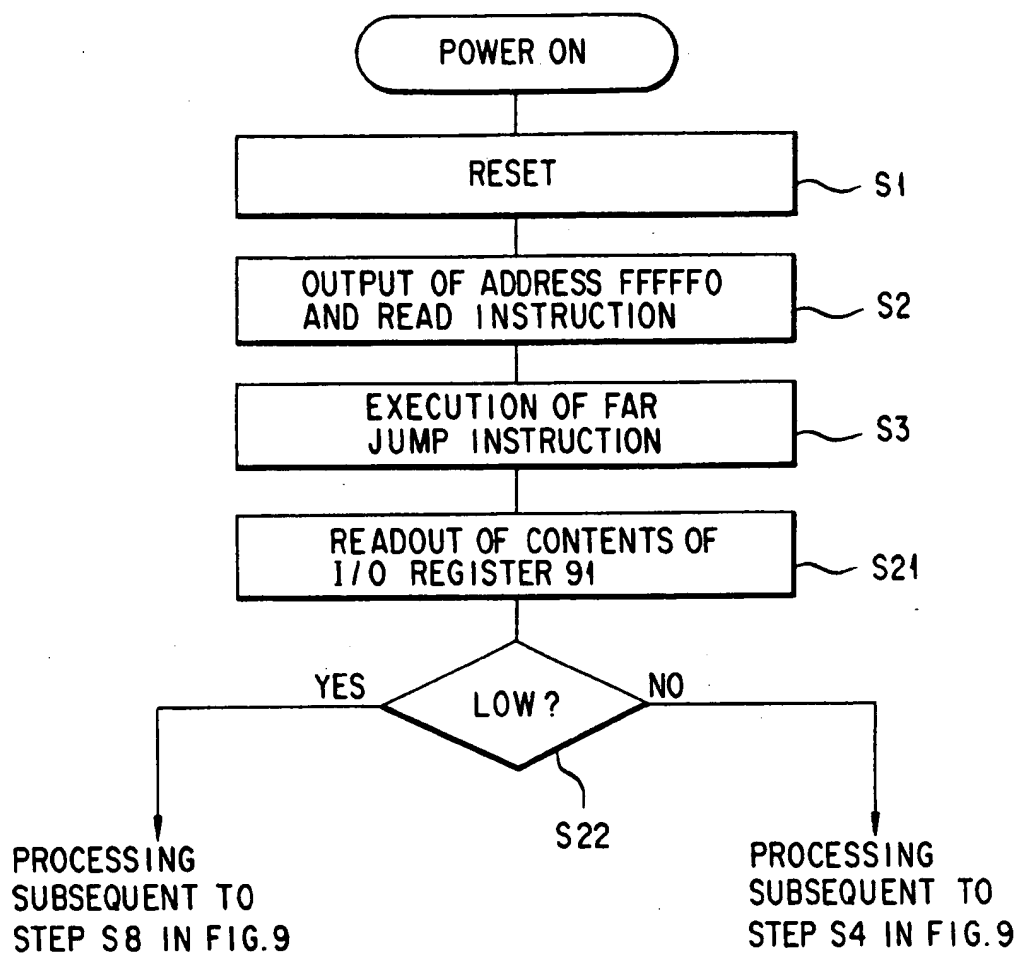 POWER ON
RESET
S1
OUTPUT OF ADDRESS FFFFF0
AND READ INSTRUCTION
S2
EXECUTION OF FAR
JUMP INSTRUCTION
S3
READOUT OF CONTENTS OF
I/O REGISTER 91
S21
YES
LOW?
NO
S22
PROCESSING
SUBSEQUENT TO
STEP S8 IN FIG.9
PROCESSING
SUBSEQUENT TO
STEP S4 IN FIG.9